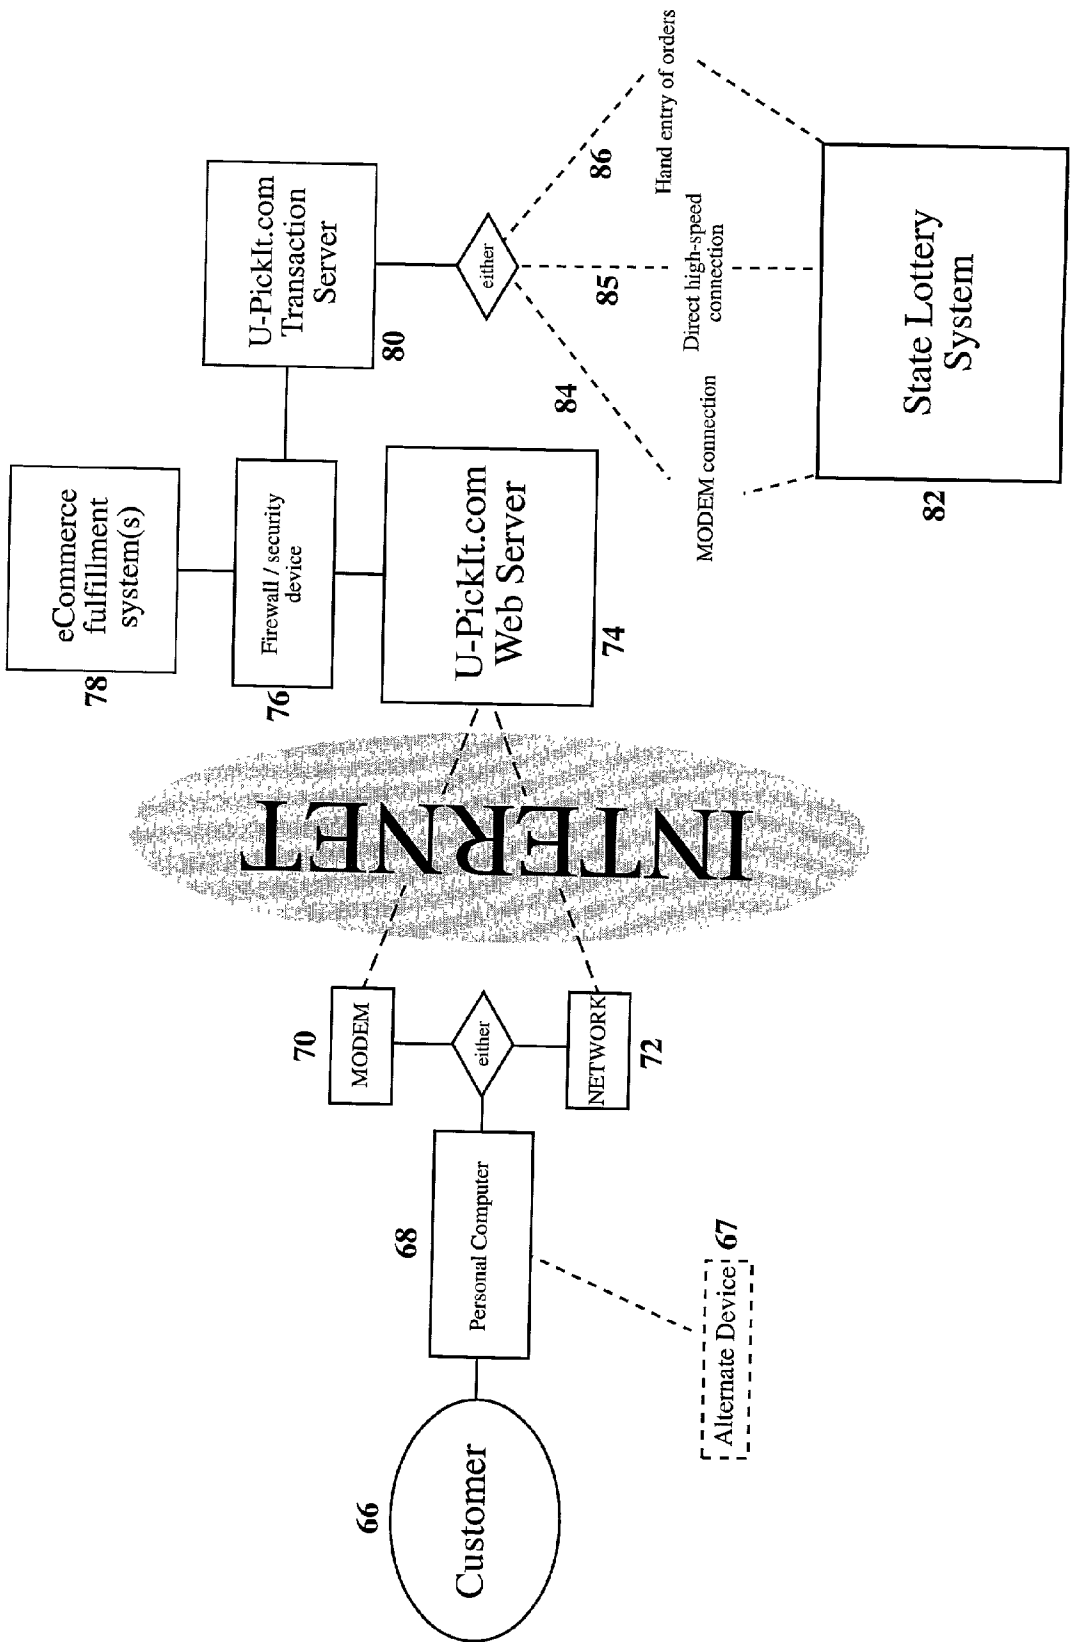 66
Customer
68
Personal Computer
Alternate Device
67
70
MODEM
either
NETWORK
72
INTERNET
78
eCommerce
fulfillment
system(s)
76
Firewall / security
device
U-PickIt.com
Web Server
74
U-PickIt.com
Transaction
Server
80
either
84
85
86
MODEM connection
Direct high-speed
connection
Hand entry of orders
State Lottery
System
82